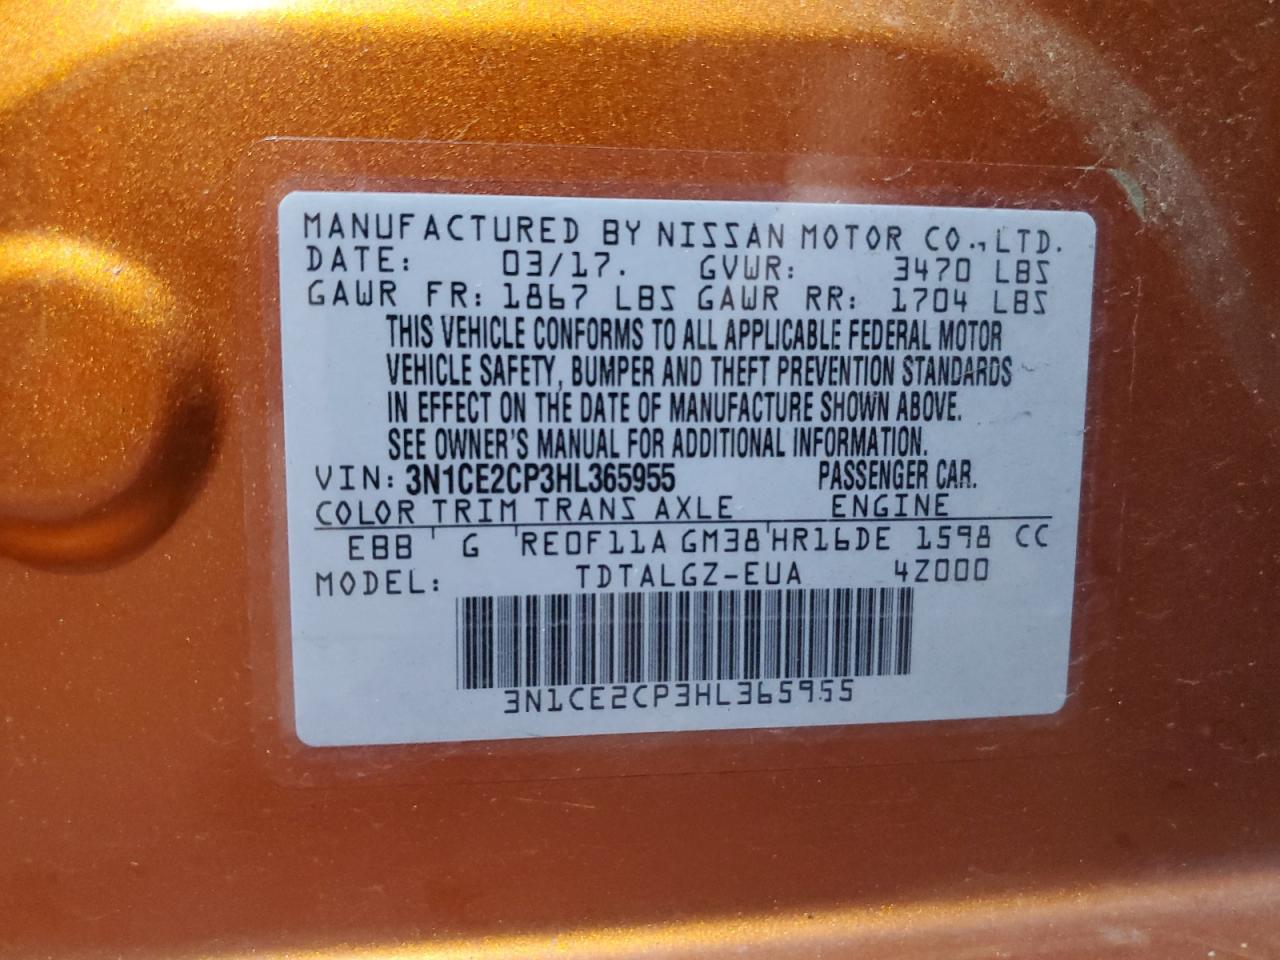 MANUFACTURED BY NISSAN MOTOR CO., LTD.
DATE: 03/17. GVWR: 3470 LBS
GAWR FR: 1867 LBS GAWR RR: 1704 LBS
THIS VEHICLE CONFORMS TO ALL APPLICABLE FEDERAL MOTOR
VEHICLE SAFETY, BUMPER AND THEFT PREVENTION STANDARDS
IN EFFECT ON THE DATE OF MANUFACTURE SHOWN ABOVE.
SEE OWNER'S MANUAL FOR ADDITIONAL INFORMATION.
VIN: 3N1CE2CP3HL365955 PASSENGER CAR.
COLOR TRIM TRANS AXLE ENGINE
EBB G RE0F11A GM38 HR16DE 1598 CC
MODEL: TDTALGZ-EUA 4Z000
3N1CE2CP3HL365955